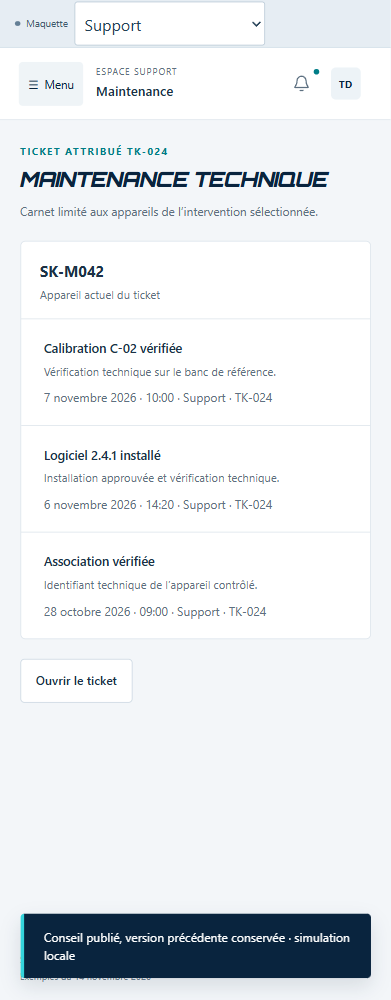 Maquette
Support
☰ Menu
ESPACE SUPPORT
Maintenance
TD
TICKET ATTRIBUÉ TK-024
MAINTENANCE TECHNIQUE
Carnet limité aux appareils de l'intervention sélectionnée.
SK-M042
Appareil actuel du ticket
Calibration C-02 vérifiée
Vérification technique sur le banc de référence.
7 novembre 2026 · 10:00 · Support · TK-024
Logiciel 2.4.1 installé
Installation approuvée et vérification technique.
6 novembre 2026 · 14:20 · Support · TK-024
Association vérifiée
Identifiant technique de l'appareil contrôlé.
28 octobre 2026 · 09:00 · Support · TK-024
Ouvrir le ticket
Conseil publié, version précédente conservée · simulation
locale